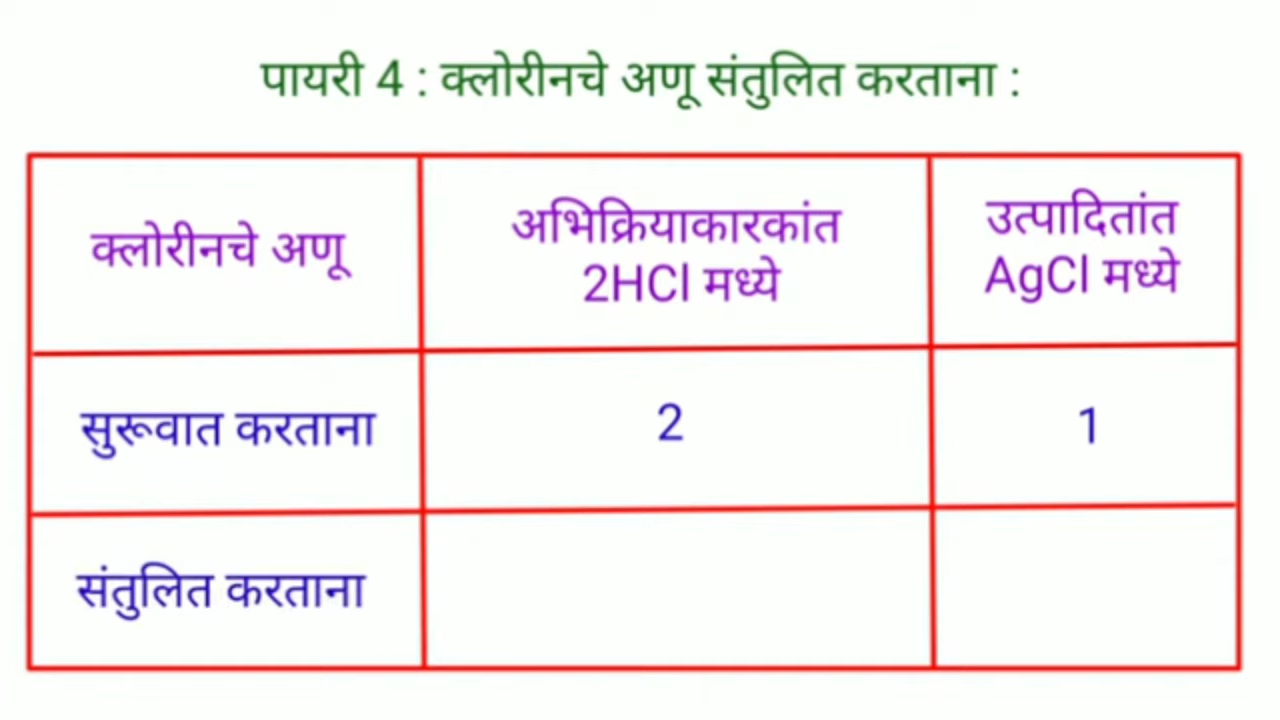 पायरी 4 : क्लोरीनचे अणू संतुलित करताना :
क्लोरीनचे अणू
अभिक्रियाकारकांत
2HCl मध्ये
उत्पादितांत
AgCl मध्ये
सुरूवात करताना
2
1
संतुलित करताना